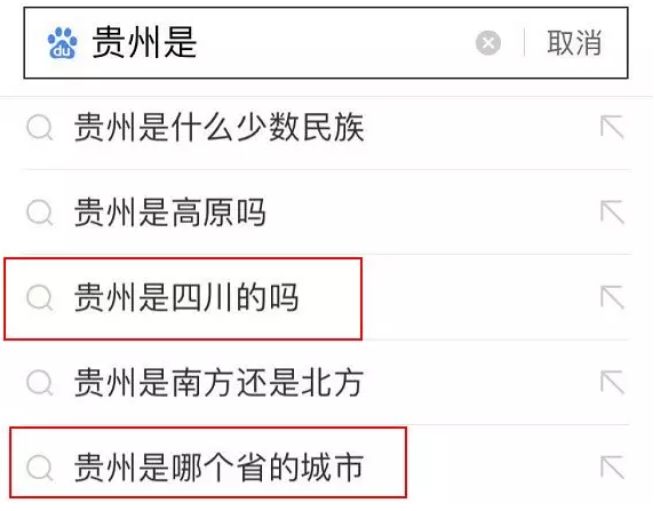 du 贵州是 取消
贵州是什么少数民族
贵州是高原吗
贵州是四川的吗
贵州是南方还是北方
贵州是哪个省的城市